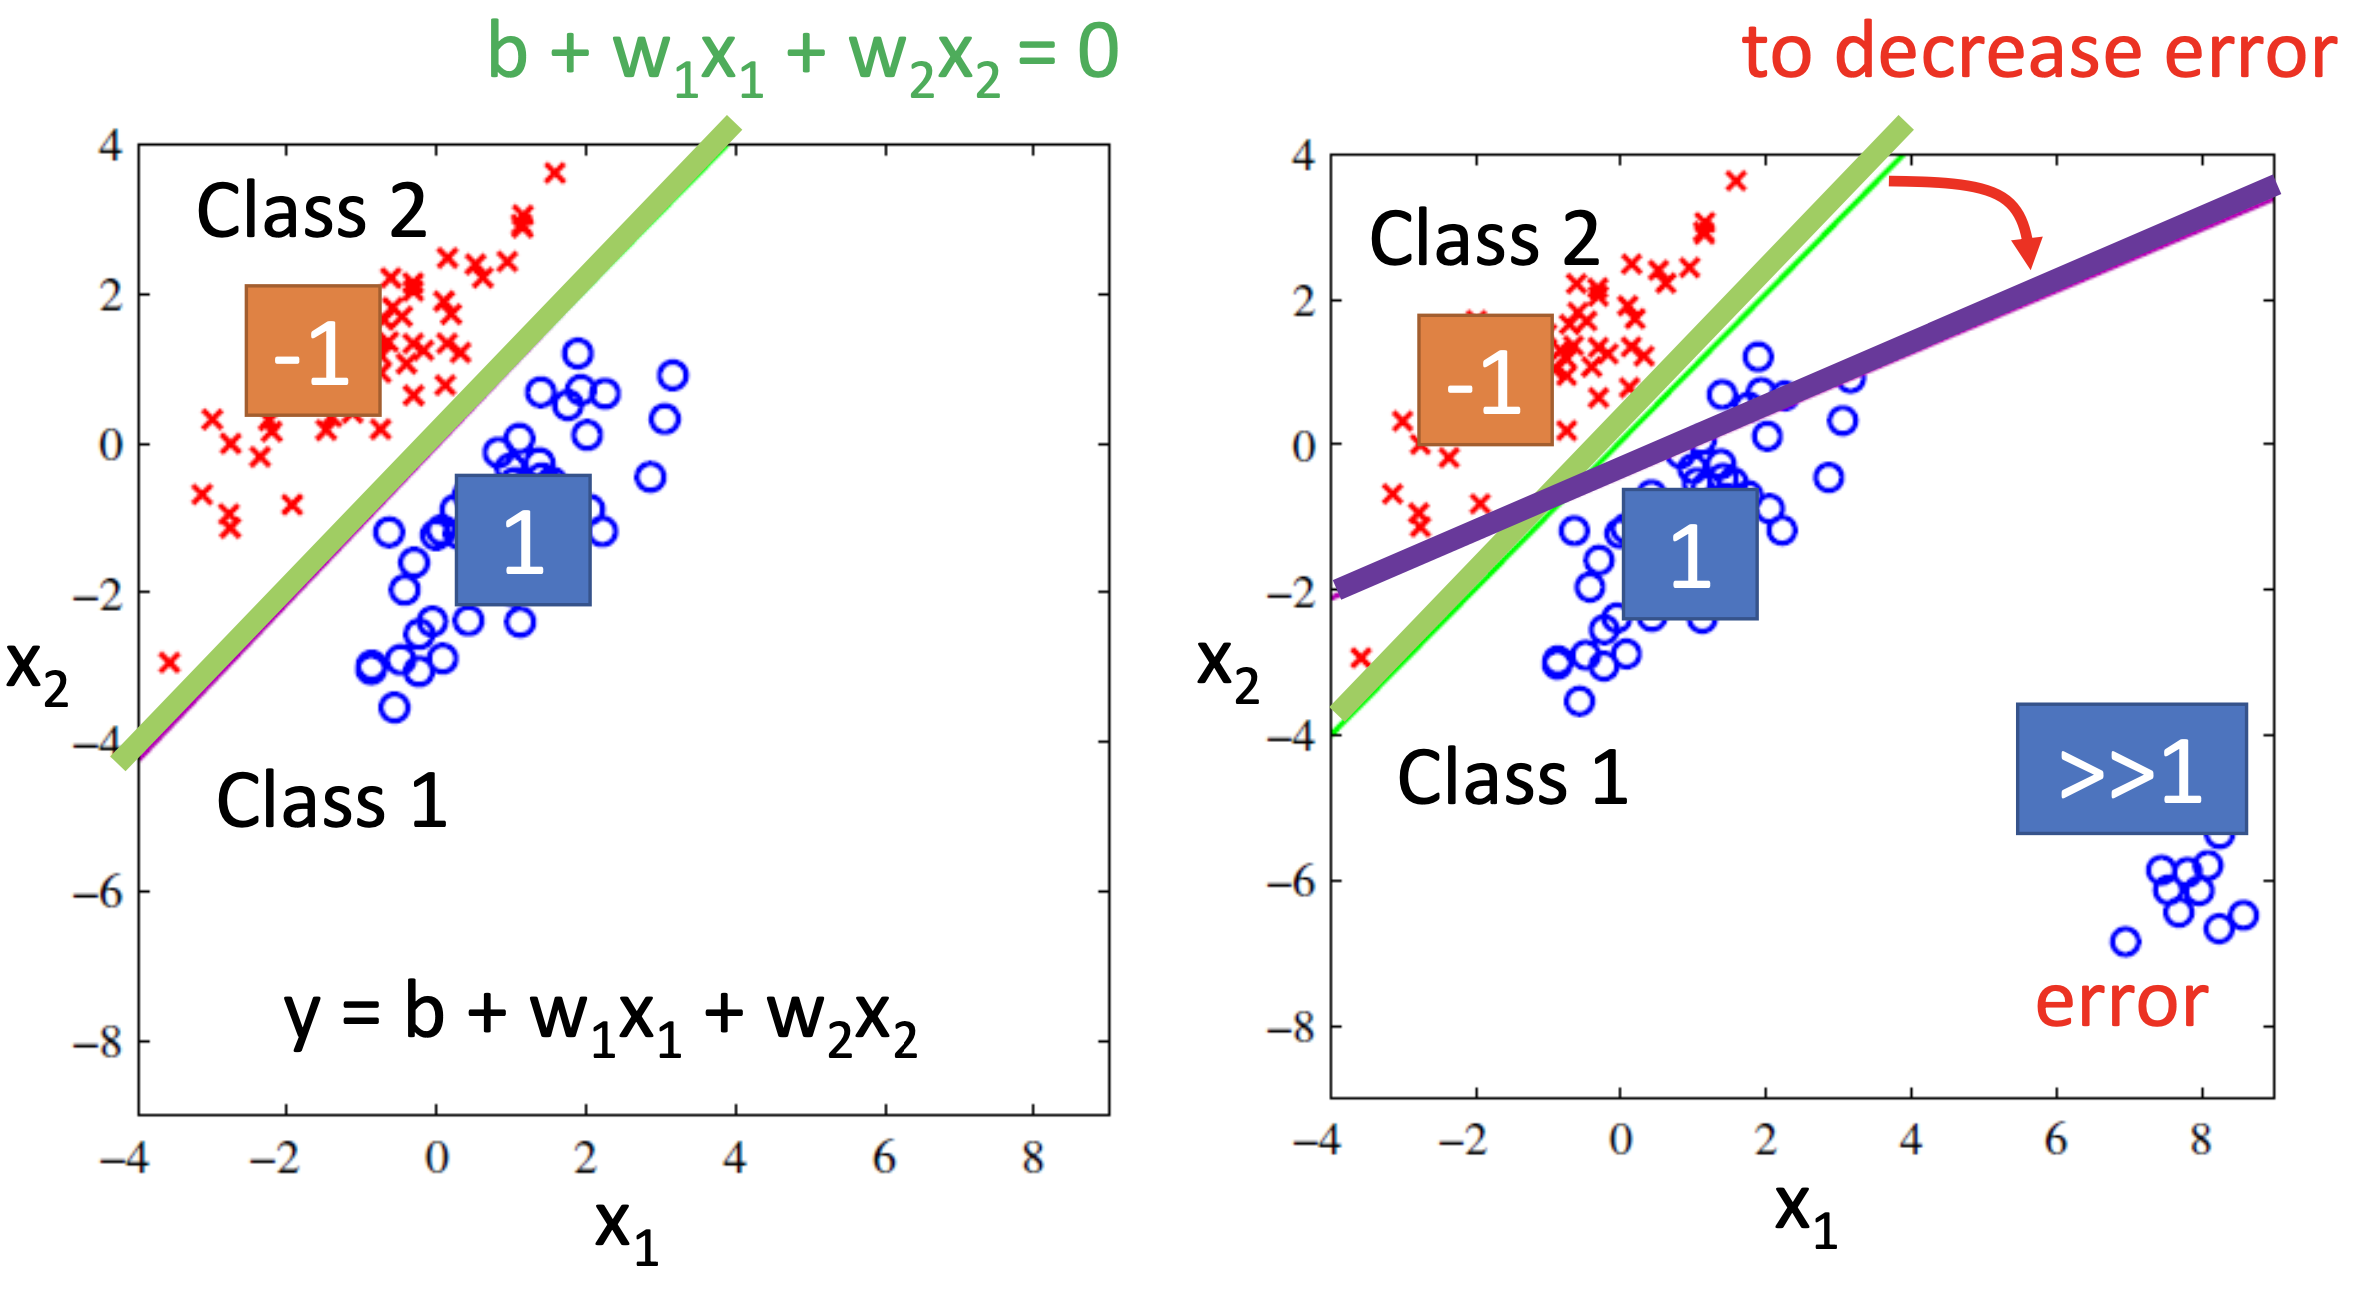 b + w₁x₁ + w₂x₂ = 0
4
Class 2
2
-1
0
1
−2
x₂
−4
Class 1
−6
y = b + w₁x₁ + w₂x₂
−8
−4 −2 0 2 4 6 8
x₁
to decrease error
4
Class 2
2
-1
0
1
−2
x₂
−4
Class 1
>>1
−6
error
−8
−4 −2 0 2 4 6 8
x₁